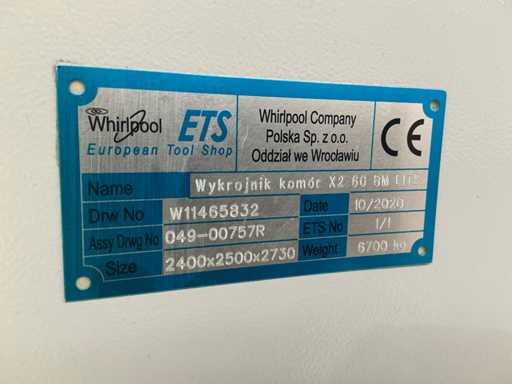 Whirlpool
ETS
European Tool Shop
Whirlpool Company
Polska Sp. z o.o.
Oddział we Wrocławiu
CE
Name Wykrojnik komór X2 60 BM
Drw No W11465832 Date 10/2020
Assy Drwg No 049-00757R ETS No 1/1
Size 2400x2500x2730 Weight 6700 kg